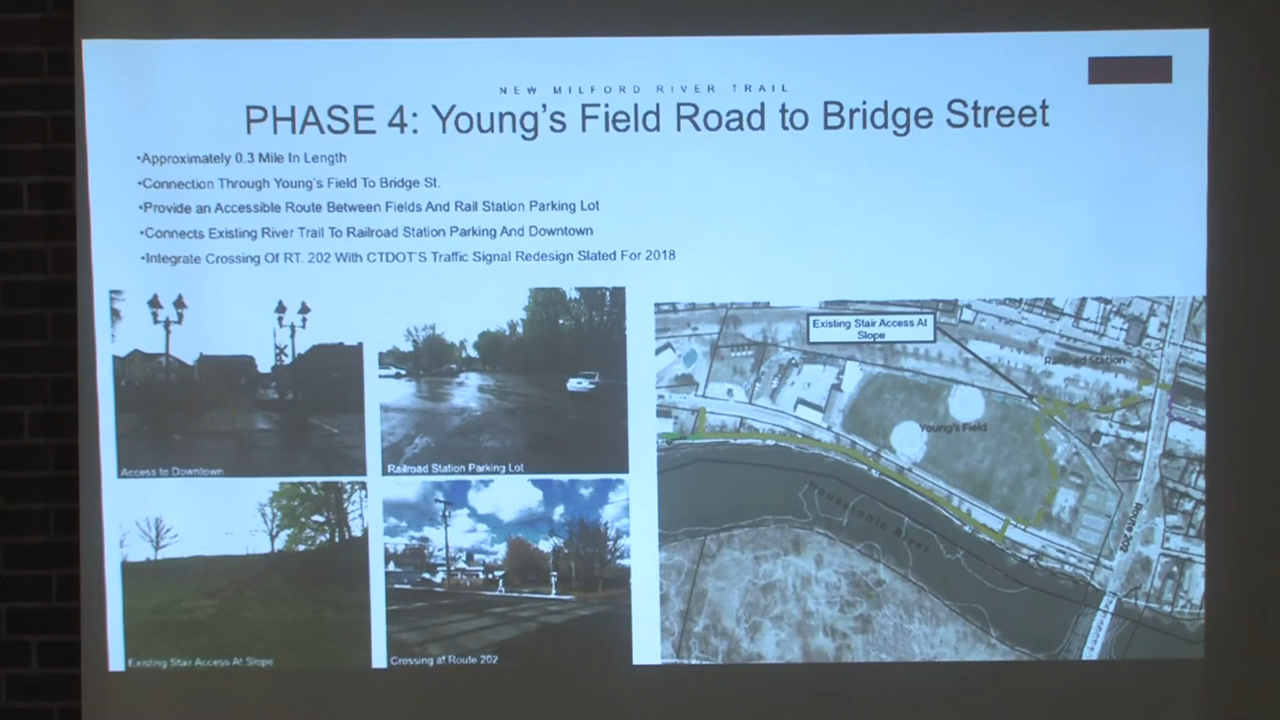 NEW MILFORD RIVER TRAIL
PHASE 4: Young's Field Road to Bridge Street
•Approximately 0.3 Mile In Length
•Connection Through Young's Field To Bridge St.
•Provide an Accessible Route Between Fields And Rail Station Parking Lot
•Connects Existing River Trail To Railroad Station Parking And Downtown
•Integrate Crossing Of RT. 202 With CTDOT'S Traffic Signal Redesign Slated For 2018
Existing Stair Access At
Slope
Railroad Station
Young's Field
Housatonic River
Route 202
Access to Downtown
Railroad Station Parking Lot
Existing Stair Access At Slope
Crossing at Route 202